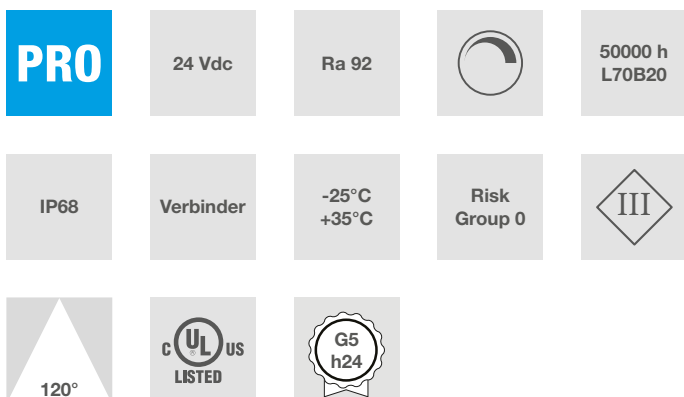 PRO
24 Vdc
Ra 92
50000 h
L70B20
IP68
Verbinder
-25°C
+35°C
Risk
Group 0
III
120°
C UL ® US
LISTED
G5
h24